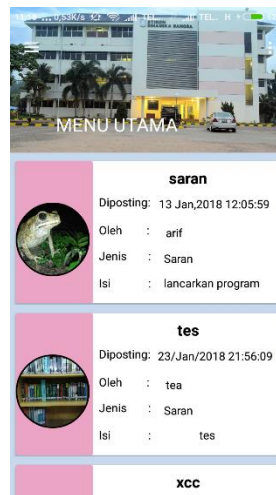 MENU UTAMA
saran
Diposting: 13 Jan,2018 12:05:59
Oleh : arif
Jenis : Saran
Isi : lancarkan program
tes
Diposting: 23/Jan/2018 21:56:09
Oleh : tea
Jenis : Saran
Isi : tes
xcc